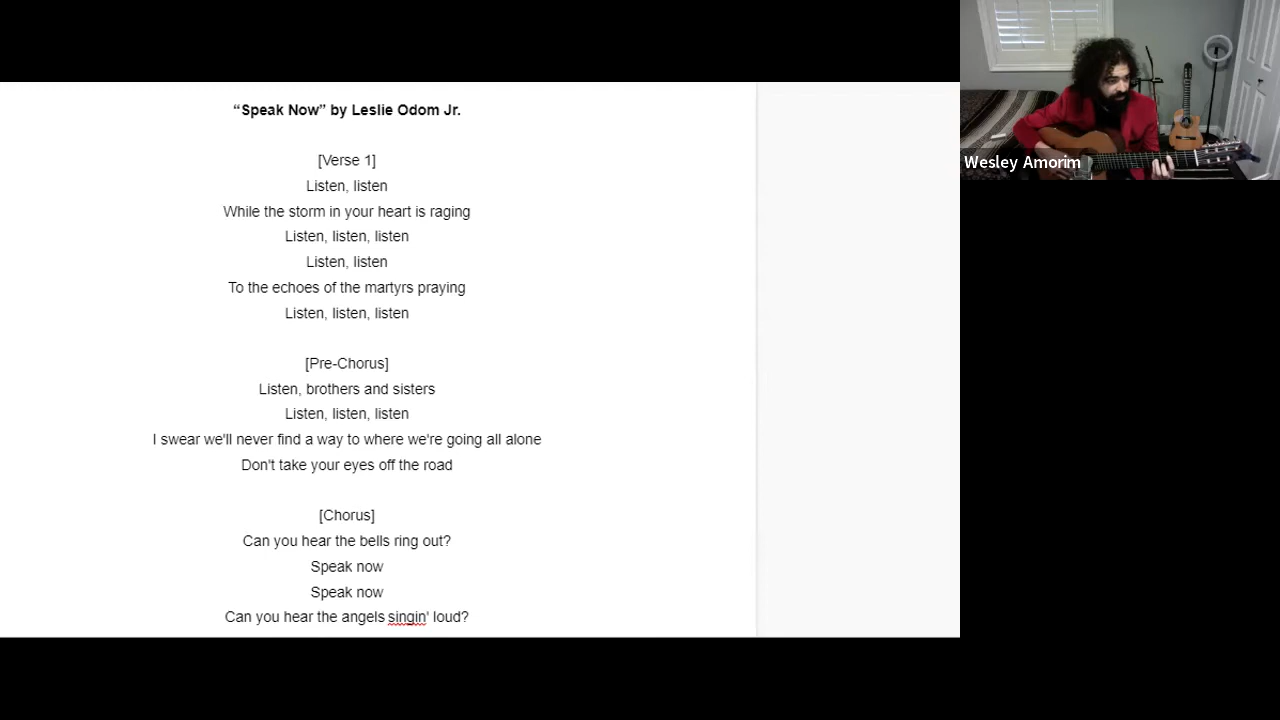 “Speak Now” by Leslie Odom Jr.
[Verse 1]
Listen, listen
While the storm in your heart is raging
Listen, listen, listen
Listen, listen
To the echoes of the martyrs praying
Listen, listen, listen
[Pre-Chorus]
Listen, brothers and sisters
Listen, listen, listen
I swear we'll never find a way to where we're going all alone
Don't take your eyes off the road
[Chorus]
Can you hear the bells ring out?
Speak now
Speak now
Can you hear the angels singin' loud?
Wesley Amorim